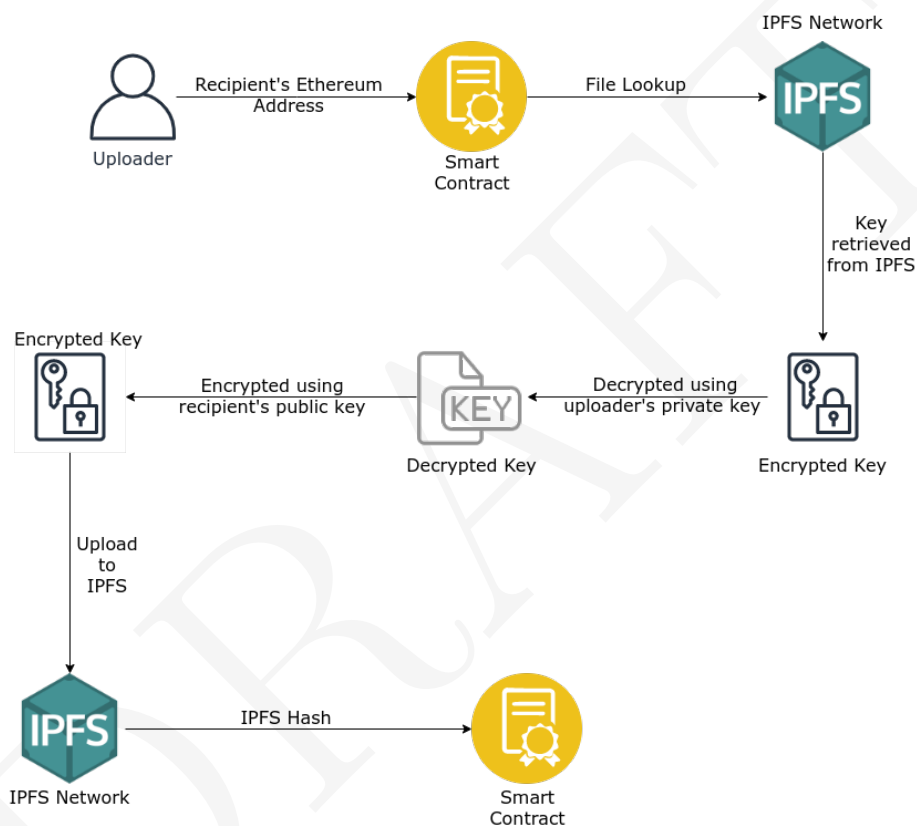 IPFS Network
Recipient's Ethereum
Address
File Lookup
IPFS
Uploader
Smart
Contract
Key
retrieved
from IPFS
Encrypted Key
Encrypted using
recipient's public key
Decrypted using
uploader's private key
KEY
Decrypted Key
Encrypted Key
Upload
to
IPFS
IPFS Hash
IPFS
IPFS Network
Smart
Contract
DRAFT